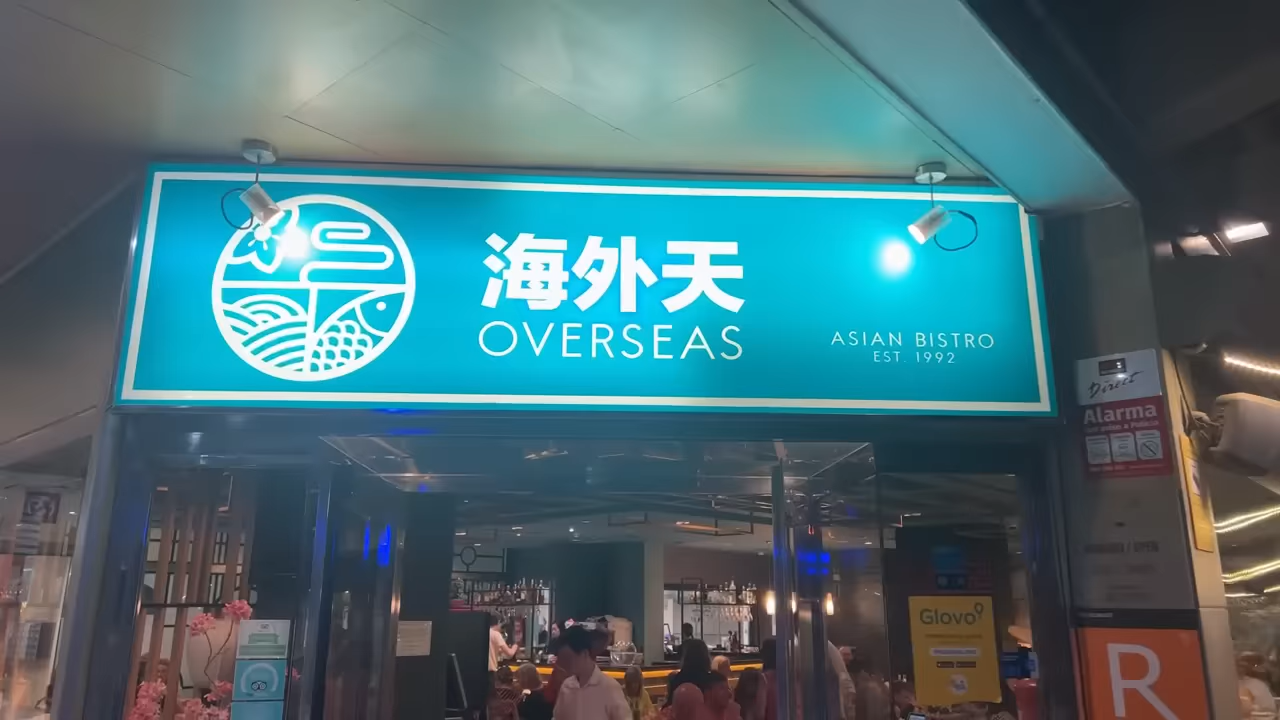 海外天
OVERSEAS
ASIAN BISTRO
EST. 1992
Direct
Alarma
Glovo
R